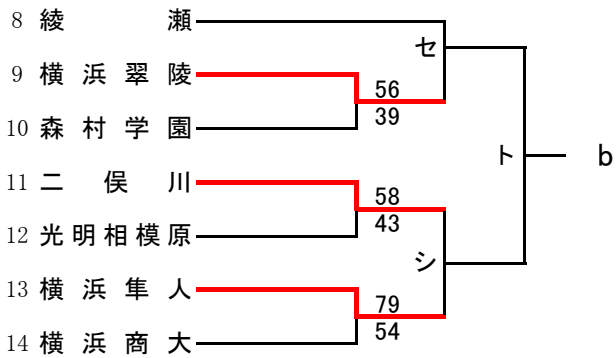 8 綾瀬
セ
9 横浜翠陵
56
39
10 森村学園
ト b
11 二俣川
58
43
12 光明相模原
シ
13 横浜隼人
79
54
14 横浜商大